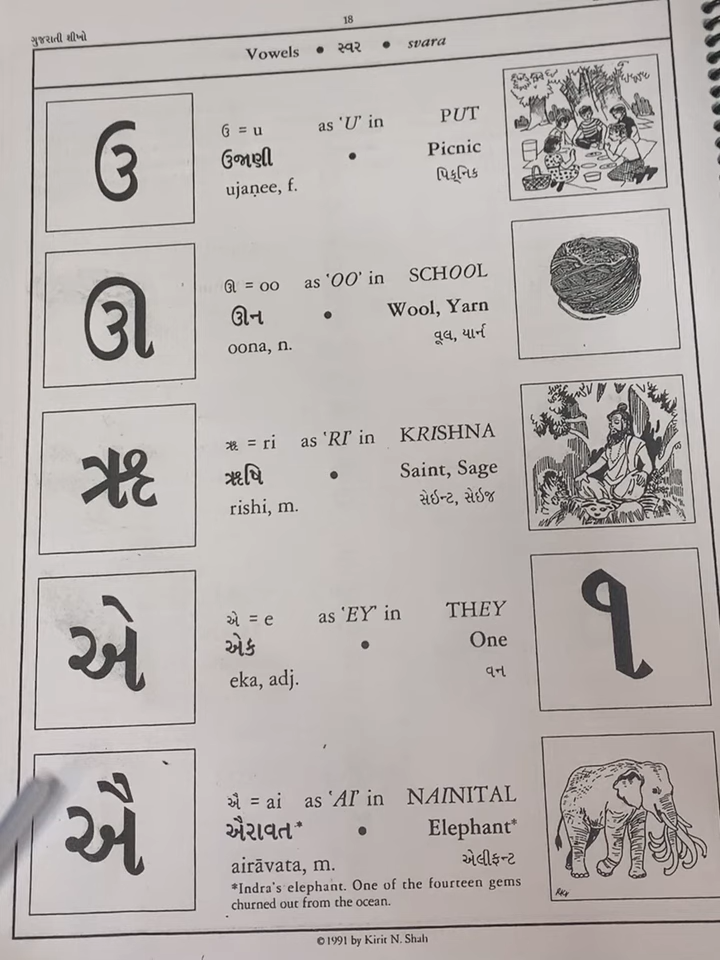 18
ગુજરાતી શીખો
Vowels • સ્વર • svara
ઉ
ઉ = u as 'U' in PUT
ઉજાણી • Picnic
ujaṇee, f. પિક્નિક
ઊ
ઊ = oo as 'OO' in SCHOOL
ઊન • Wool, Yarn
oona, n. વૂલ, યાર્ન
ઋ
ઋ = ri as 'RI' in KRISHNA
ઋષિ • Saint, Sage
rishi, m. સેઇન્ટ, સેઇજ
એ
એ = e as 'EY' in THEY
એક • One
eka, adj. વન
૧
ઐ
ઐ = ai as 'AI' in NAINITAL
ઐરાવત* • Elephant*
airāvata, m. એલીફન્ટ
*Indra's elephant. One of the fourteen gems
churned out from the ocean.
RKY
© 1991 by Kirit N. Shah